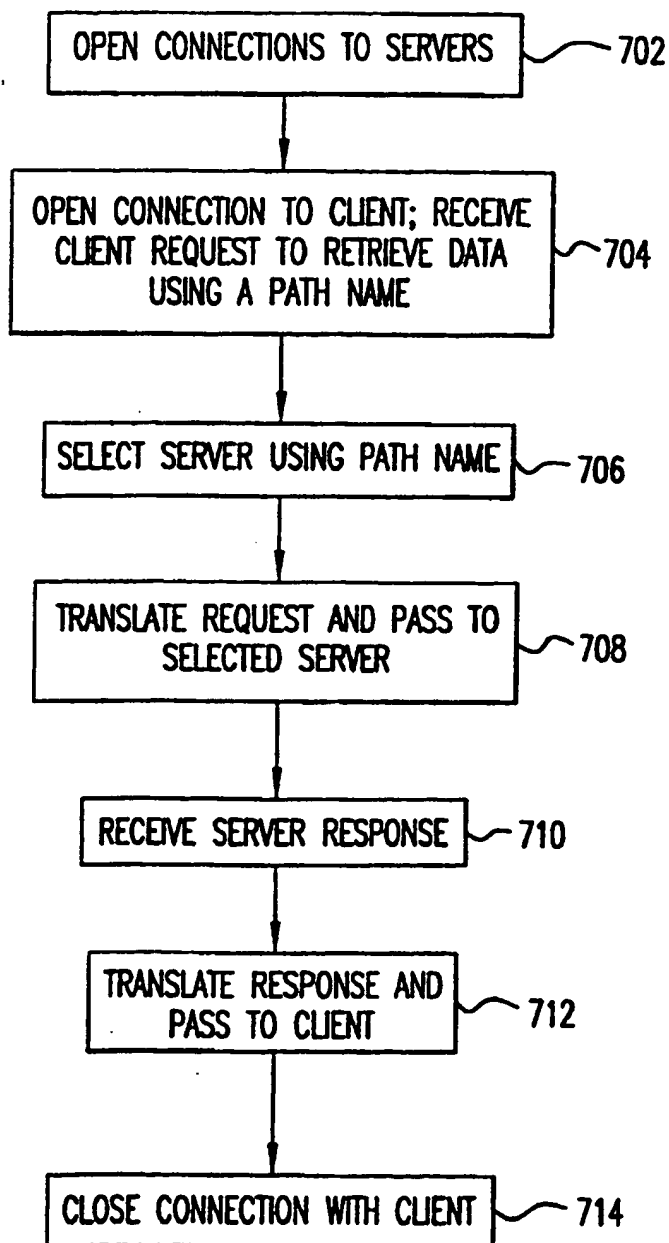 OPEN CONNECTIONS TO SERVERS 702
OPEN CONNECTION TO CLIENT; RECEIVE
CLIENT REQUEST TO RETRIEVE DATA 704
USING A PATH NAME
SELECT SERVER USING PATH NAME 706
TRANSLATE REQUEST AND PASS TO
SELECTED SERVER 708
RECEIVE SERVER RESPONSE 710
TRANSLATE RESPONSE AND
PASS TO CLIENT 712
CLOSE CONNECTION WITH CLIENT 714